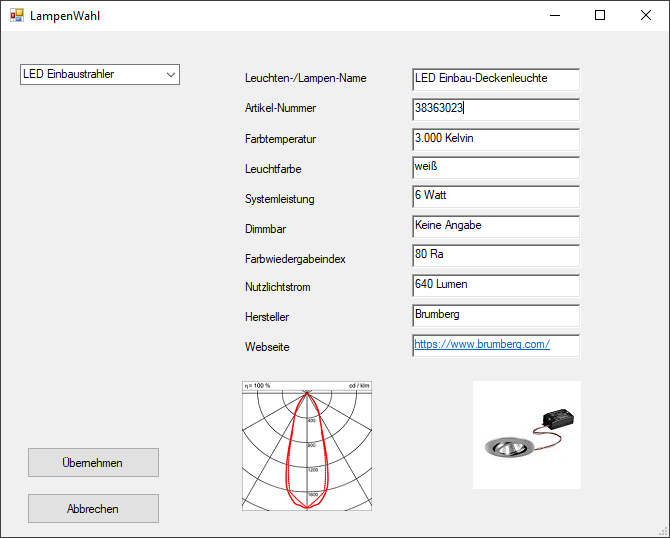 LampenWahl
LED Einbaustrahler
Leuchten-/Lampen-Name LED Einbau-Deckenleuchte
Artikel-Nummer 38363023
Farbtemperatur 3.000 Kelvin
Leuchtfarbe weiß
Systemleistung 6 Watt
Dimmbar Keine Angabe
Farbwiedergabeindex 80 Ra
Nutzlichtstrom 640 Lumen
Hersteller Brumberg
Webseite https://www.brumberg.com/
η = 100 % cd / klm
400
800
1200
1600
Übernehmen
Abbrechen